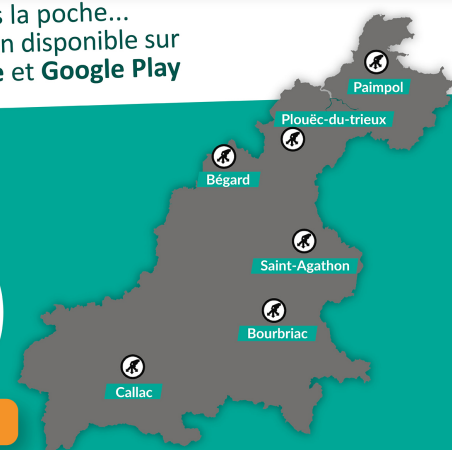 s la poche...
n disponible sur
e et Google Play
Paimpol
Plouëc-du-trieux
Bégard
Saint-Agathon
Bourbriac
Callac